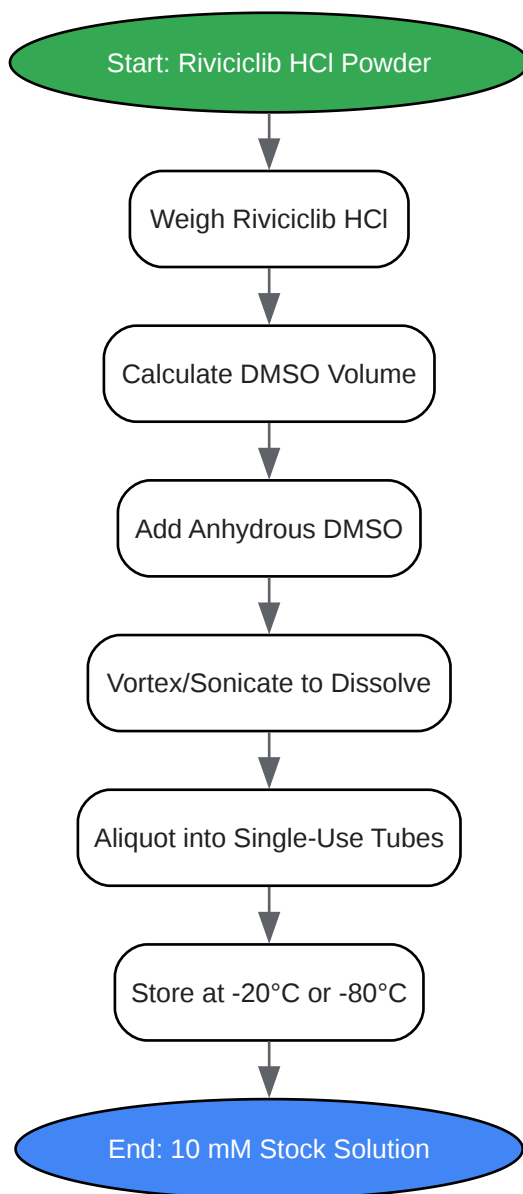 Start: Riviciclib HCl Powder
Weigh Riviciclib HCl
Calculate DMSO Volume
Add Anhydrous DMSO
Vortex/Sonicate to Dissolve
Aliquot into Single-Use Tubes
Store at -20°C or -80°C
End: 10 mM Stock Solution